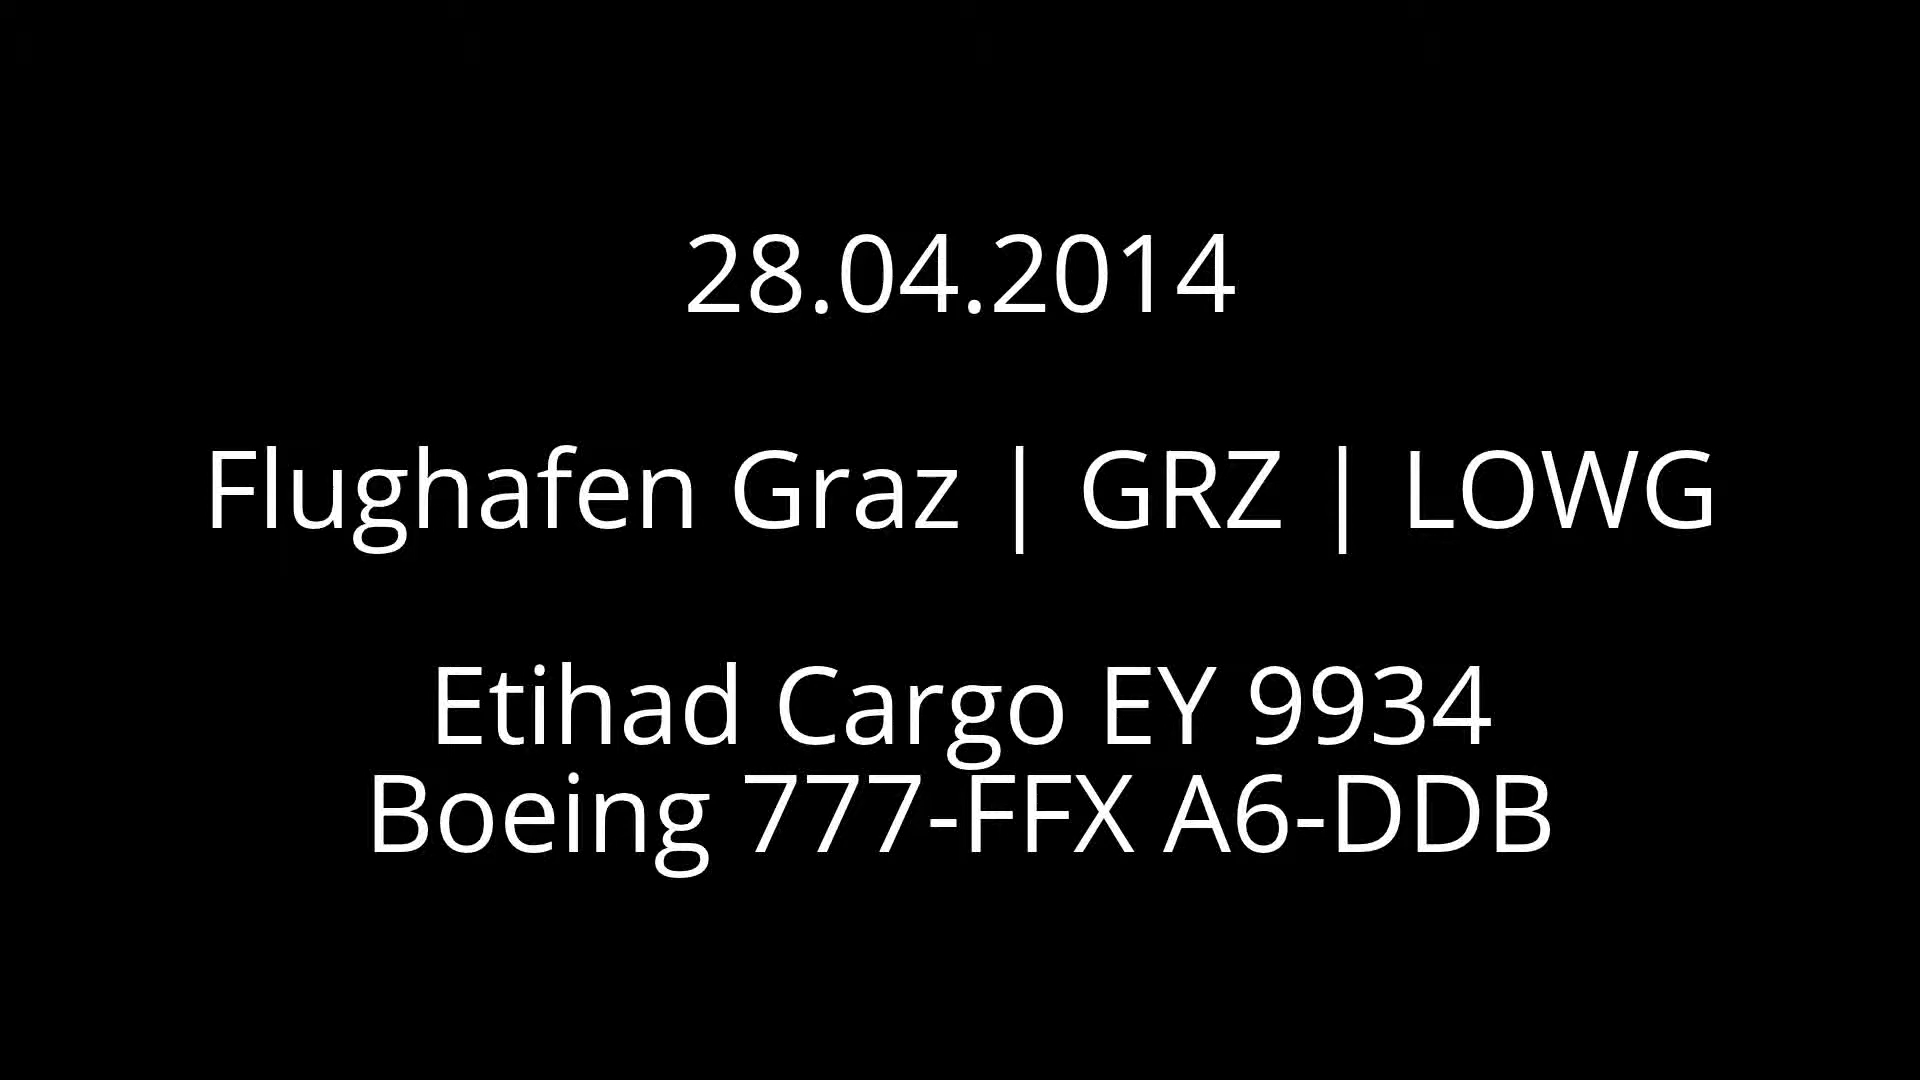 28.04.2014
Flughafen Graz | GRZ | LOWG
Etihad Cargo EY 9934
Boeing 777-FFX A6-DDB